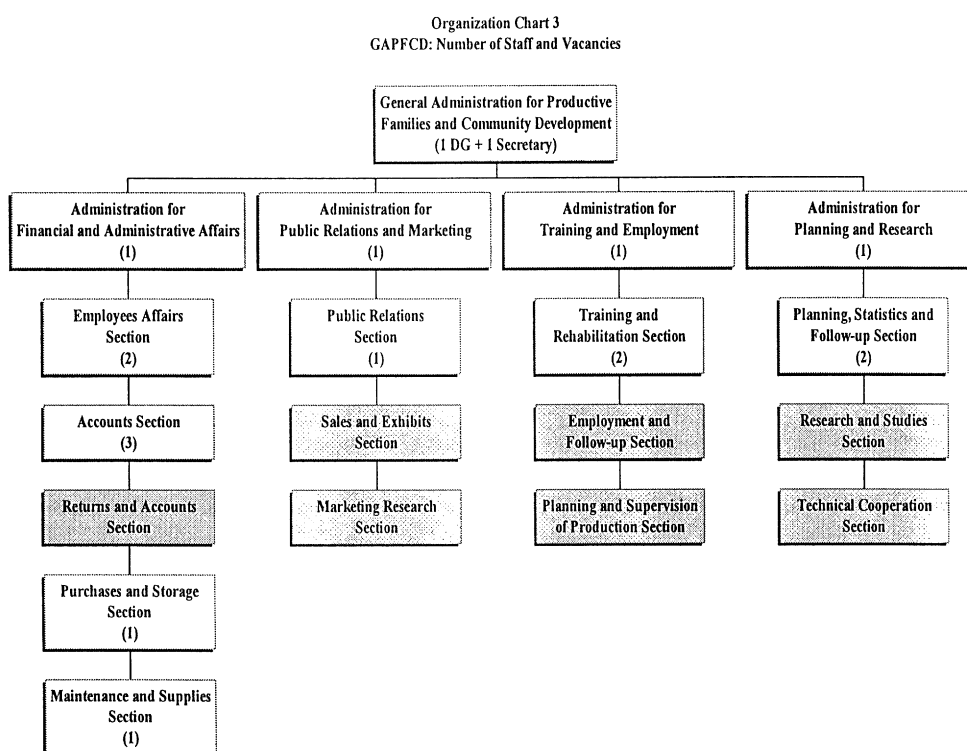 Organization Chart 3
GAPFCD: Number of Staff and Vacancies
General Administration for Productive
Families and Community Development
(1 DG + 1 Secretary)
Administration for
Financial and Administrative Affairs
(1)
Employees Affairs
Section
(2)
Accounts Section
(3)
Returns and Accounts
Section
Purchases and Storage
Section
(1)
Maintenance and Supplies
Section
(1)
Administration for
Public Relations and Marketing
(1)
Public Relations
Section
(1)
Sales and Exhibits
Section
Marketing Research
Section
Administration for
Training and Employment
(1)
Training and
Rehabilitation Section
(2)
Employment and
Follow-up Section
Planning and Supervision
of Production Section
Administration for
Planning and Research
(1)
Planning, Statistics and
Follow-up Section
(2)
Research and Studies
Section
Technical Cooperation
Section